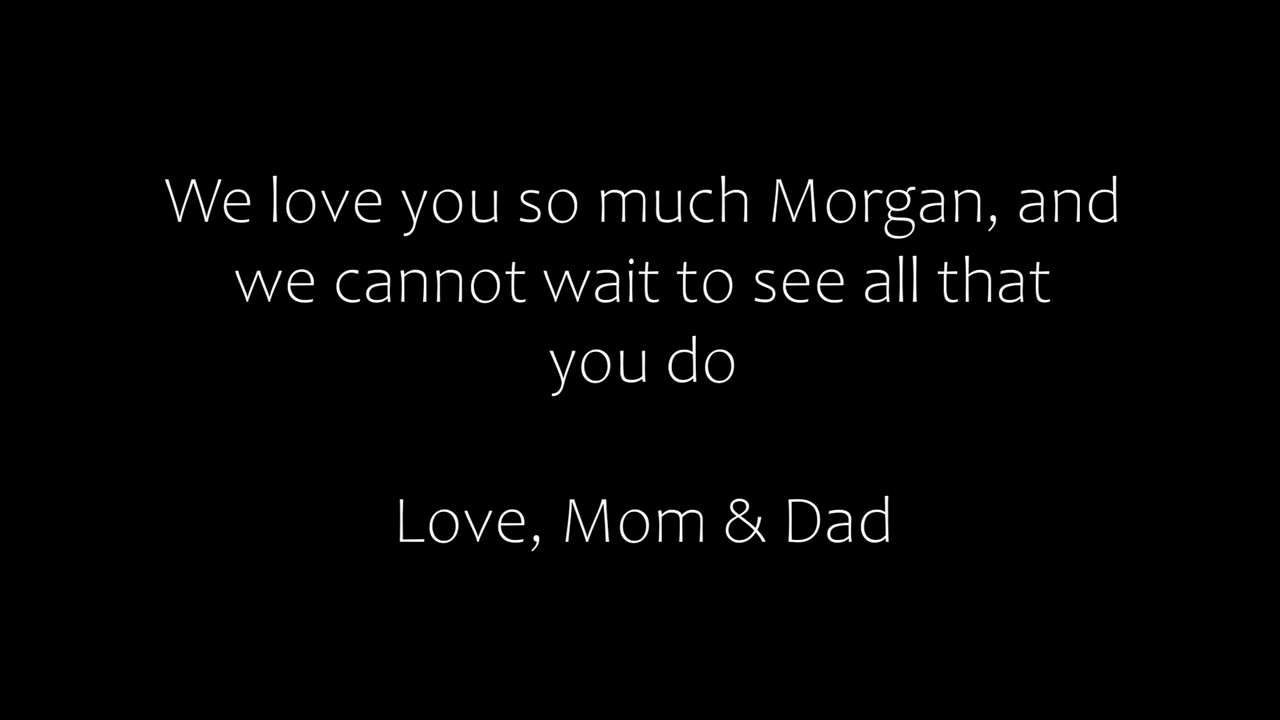 We love you so much Morgan, and
we cannot wait to see all that
you do
Love, Mom & Dad